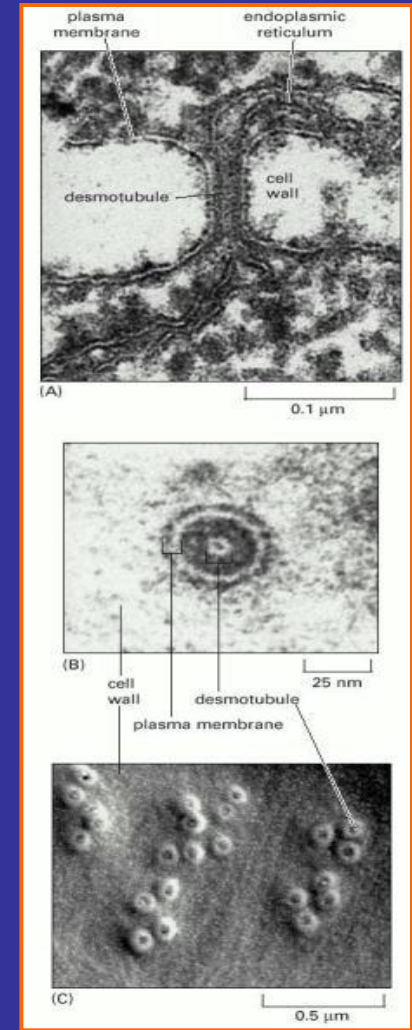 plasma
membrane
endoplasmic
reticulum
desmotubule
cell
wall
(A)
0.1 μm
(B)
25 nm
cell
wall
desmotubule
plasma membrane
(C)
0.5 μm